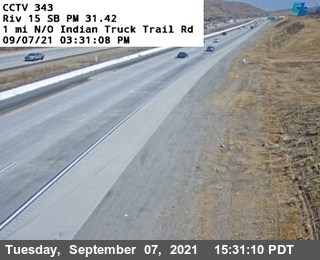 CCTV 343
Riv 15 SB PM 31.42
1 mi N/O Indian Truck Trail Rd
09/07/21 03:31:08 PM
Tuesday, September 07, 2021 15:31:10 PDT